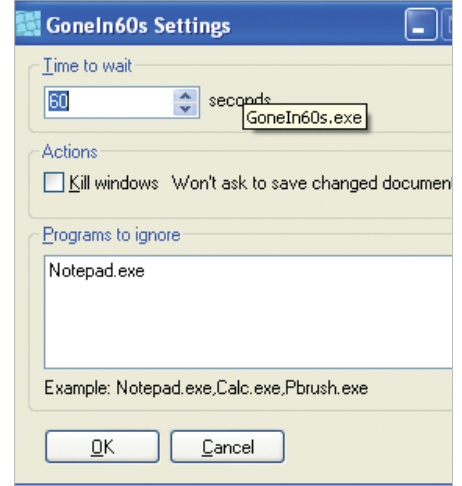 GoneIn60s Settings
Time to wait
60 seconds
GoneIn60s.exe
Actions
Kill windows Won't ask to save changed documen
Programs to ignore
Notepad.exe
Example: Notepad.exe,Calc.exe,Pbrush.exe
OK Cancel